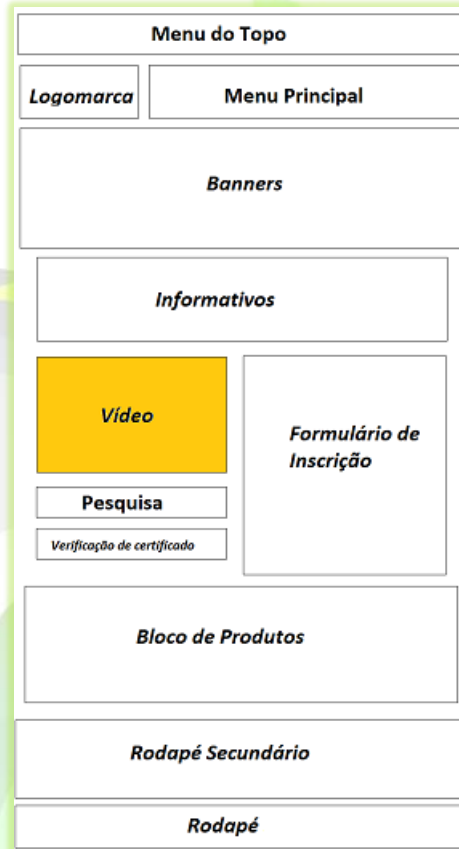 Menu do Topo
Logomarca
Menu Principal
Banners
Informativos
Vídeo
Formulário de
Inscrição
Pesquisa
Verificação de certificado
Bloco de Produtos
Rodapé Secundário
Rodapé